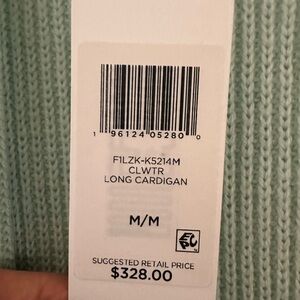 1 96124 05280 0
F1LZK-K5214M
CLWTR
LONG CARDIGAN
M/M
SUGGESTED RETAIL PRICE
$328.00